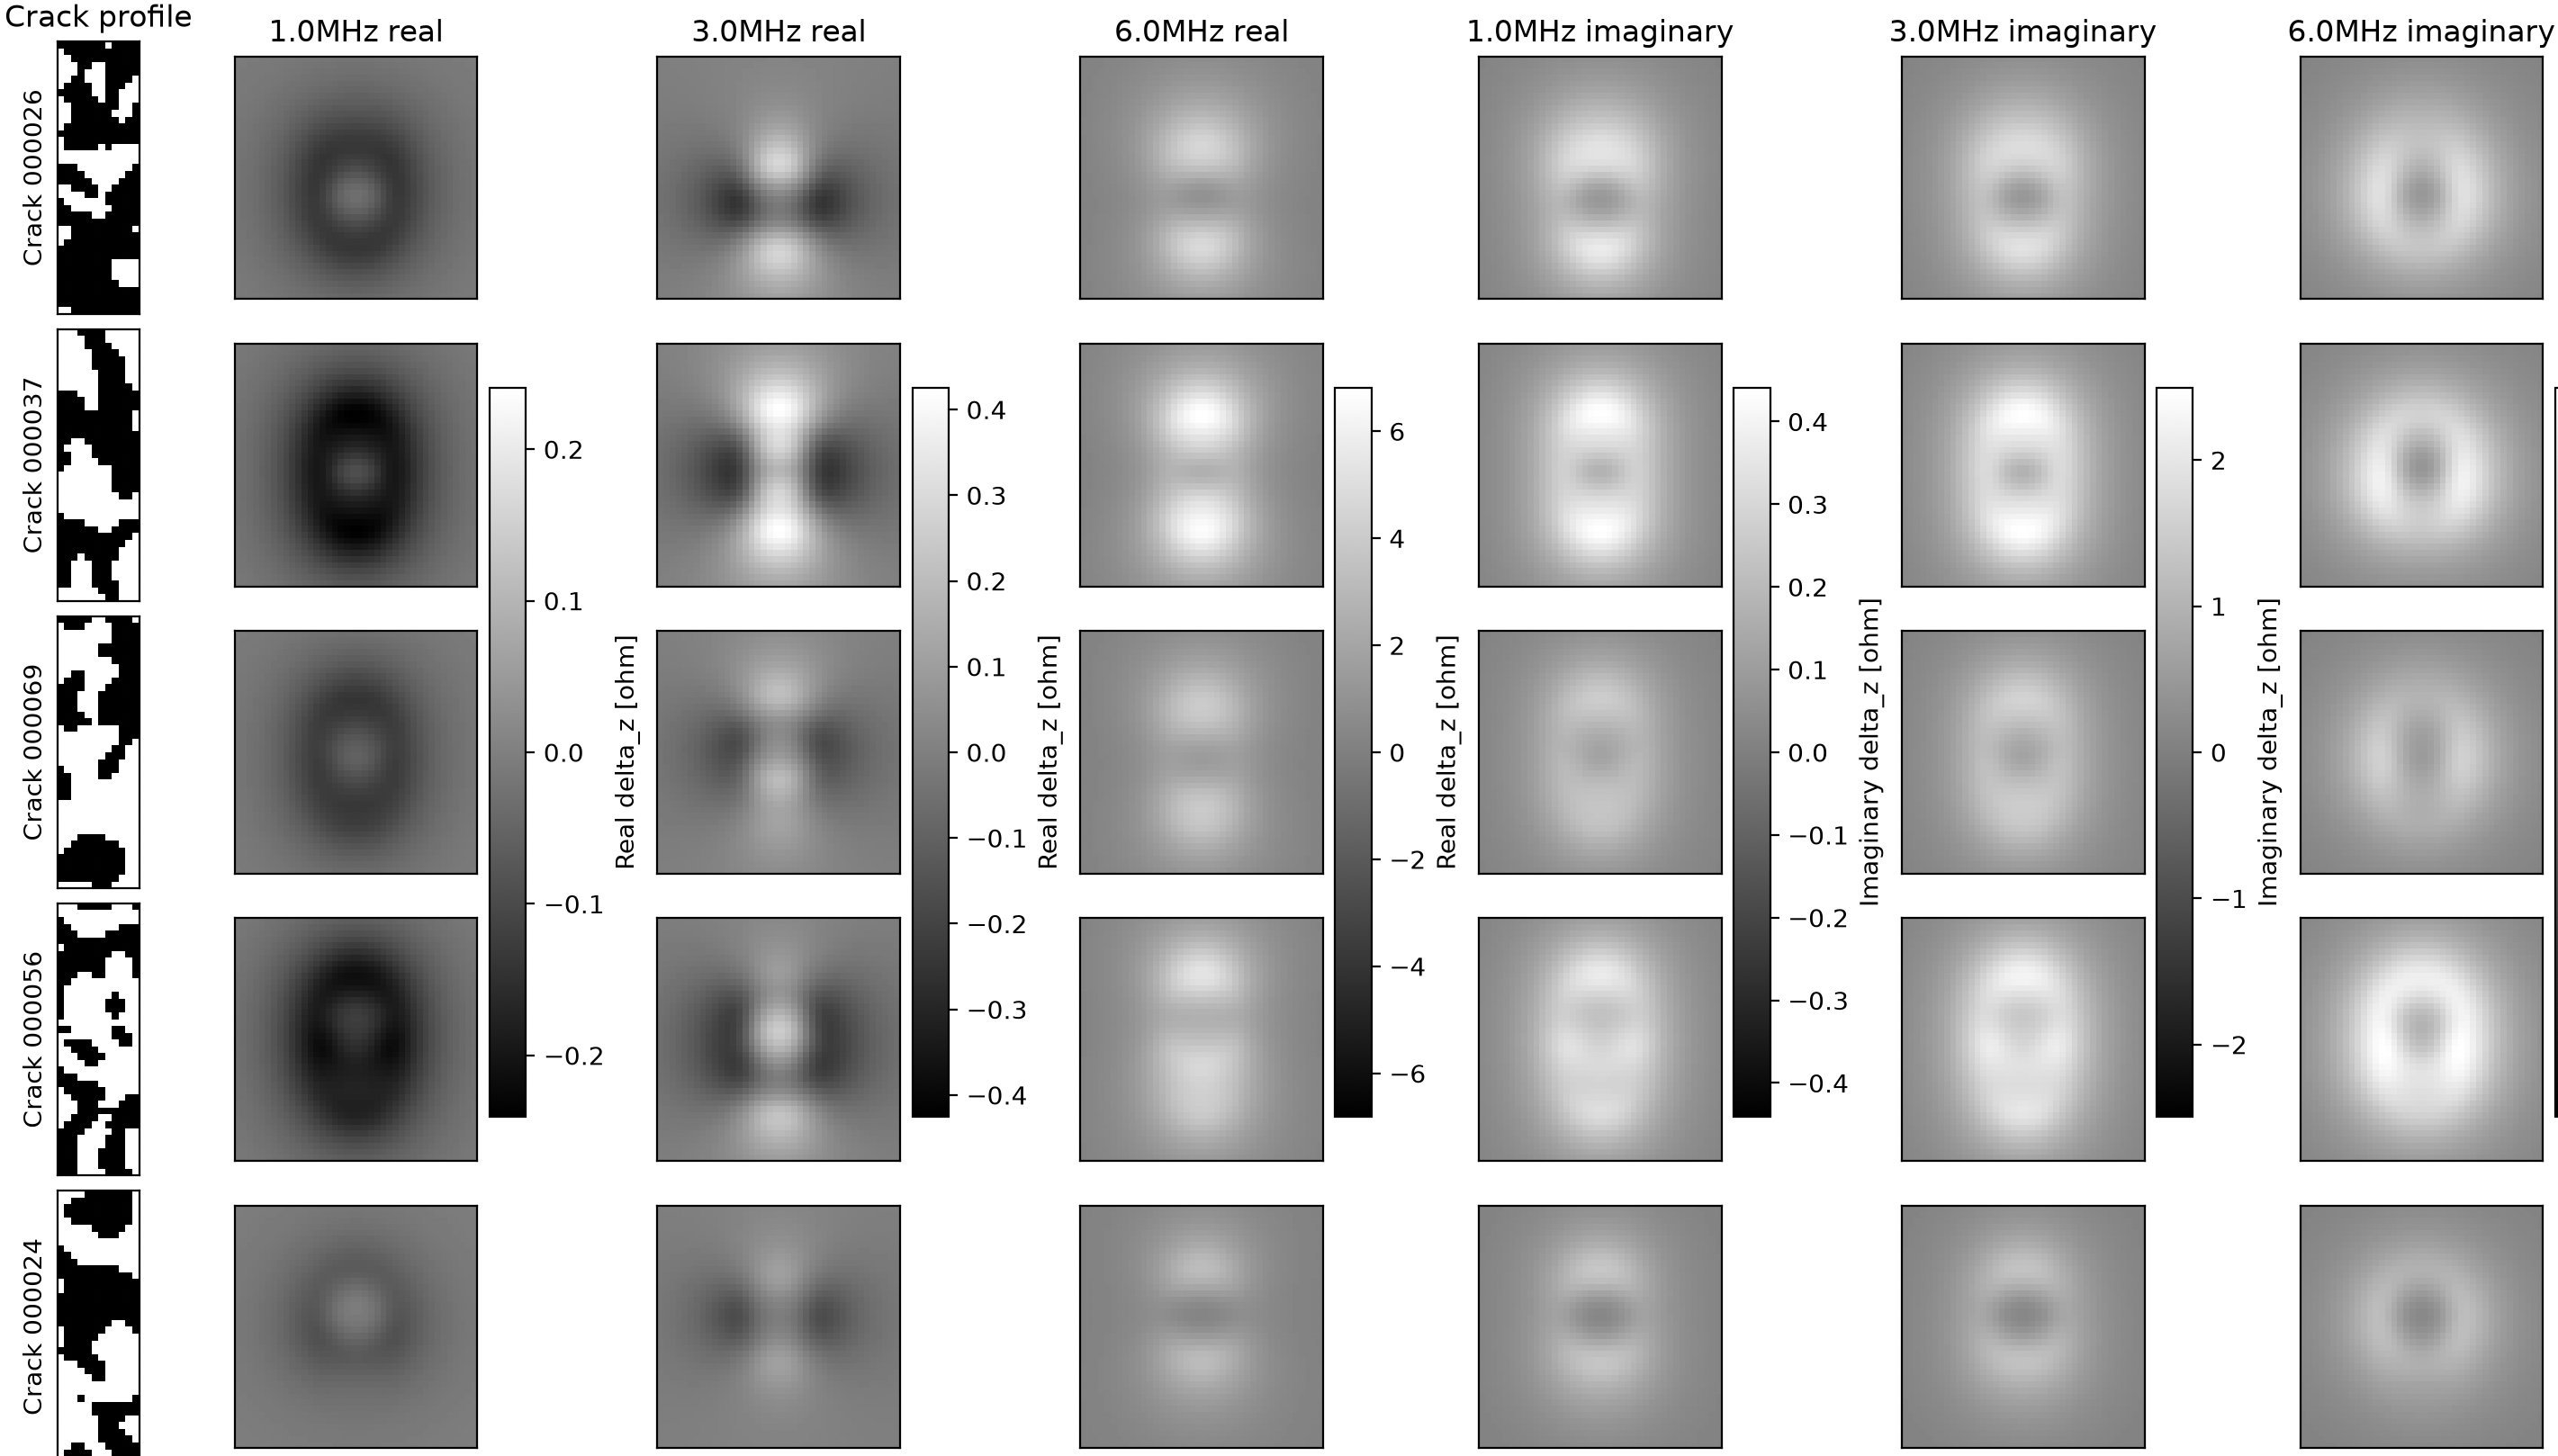 Crack profile
1.0MHz real
3.0MHz real
6.0MHz real
1.0MHz imaginary
3.0MHz imaginary
6.0MHz imaginary
Crack 000026
Crack 000037
Crack 000069
Crack 000056
Crack 000024
0.2
0.1
0.0
−0.1
−0.2
Real delta_z [ohm]
0.4
0.3
0.2
0.1
0.0
−0.1
−0.2
−0.3
−0.4
Real delta_z [ohm]
6
4
2
0
−2
−4
−6
Real delta_z [ohm]
0.4
0.3
0.2
0.1
0.0
−0.1
−0.2
−0.3
−0.4
Imaginary delta_z [ohm]
2
1
0
−1
−2
Imaginary delta_z [ohm]